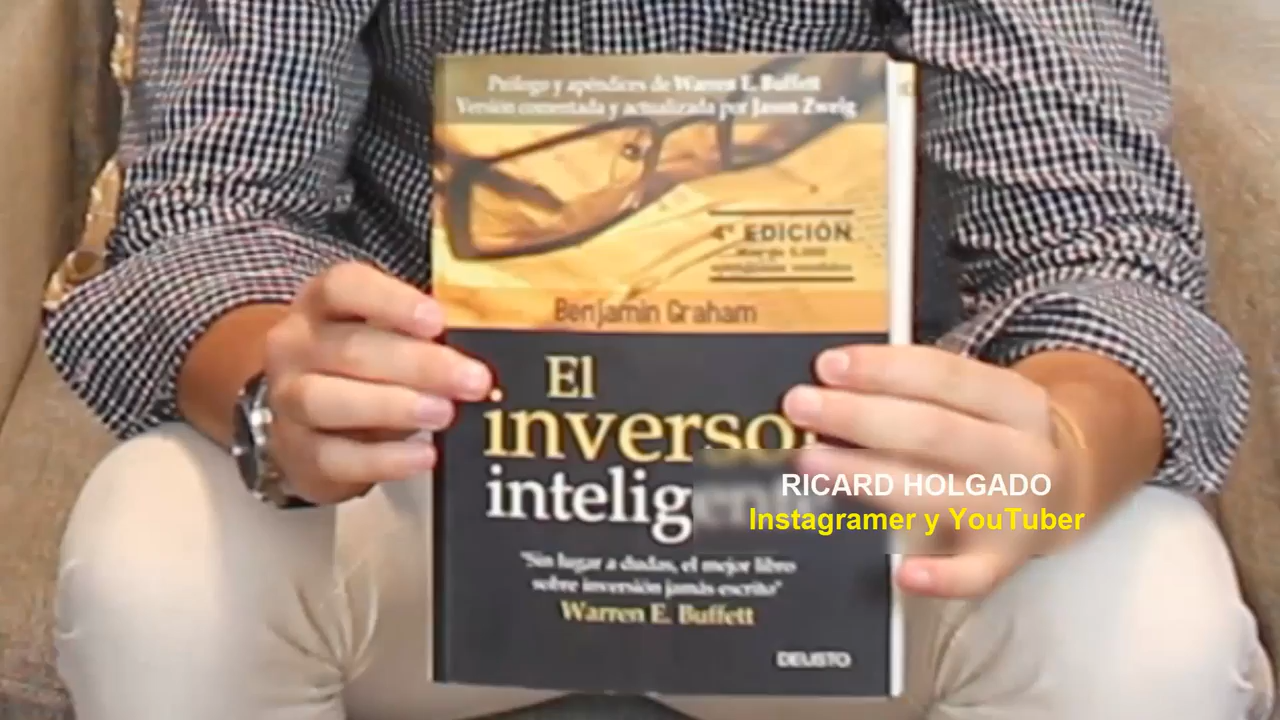 Prólogo y apéndices de Warren E. Buffett
Versión comentada y actualizada por Jason Zweig
4ª EDICIÓN
Benjamin Graham
El
inversor
intelig
RICARD HOLGADO
Instagramer y YouTuber
"Sin lugar a dudas, el mejor libro
sobre inversión jamás escrito"
Warren E. Buffett
DEUSTO